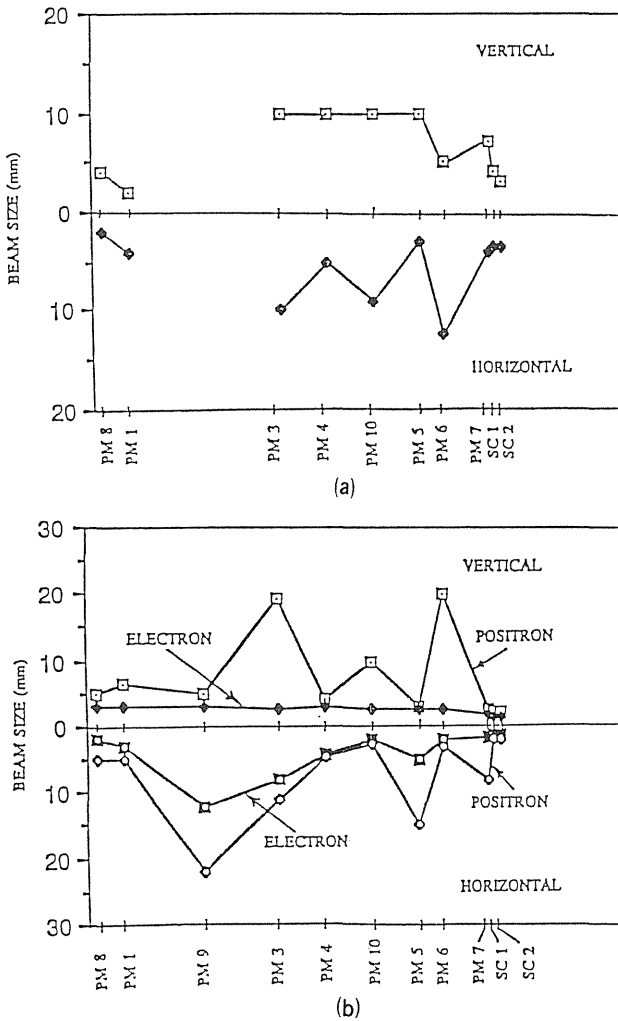 20
VERTICAL
10
0
BEAM SIZE (mm)
10
HORIZONTAL
20
PM 8
PM 1
PM 3
PM 4
PM 10
PM 5
PM 6
PM 7
SC 1
SC 2
(a)
30
VERTICAL
20
ELECTRON
POSITRON
10
0
BEAM SIZE (mm)
10
POSITRON
ELECTRON
20
HORIZONTAL
30
PM 8
PM 1
PM 9
PM 3
PM 4
PM 10
PM 5
PM 6
PM 7
SC 1
SC 2
(b)